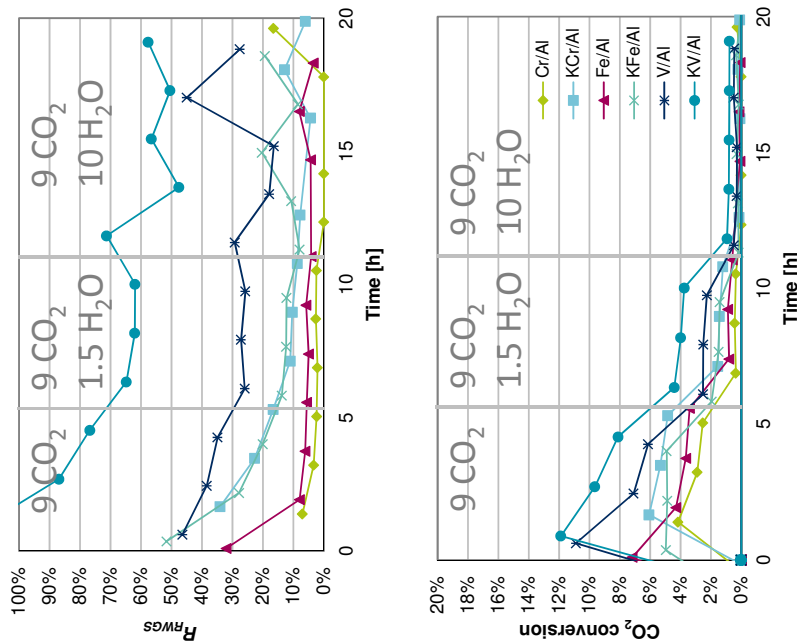 100%
90%
80%
70%
60%
50%
40%
30%
20%
10%
0%
R_RWGS
9 CO₂
9 CO₂
1.5 H₂O
9 CO₂
10 H₂O
0
5
10
15
20
Time [h]
20%
18%
16%
14%
12%
10%
8%
6%
4%
2%
0%
CO₂ conversion
9 CO₂
9 CO₂
1.5 H₂O
9 CO₂
10 H₂O
Cr/Al
KCr/Al
Fe/Al
KFe/Al
V/Al
KV/Al
0
5
10
15
20
Time [h]